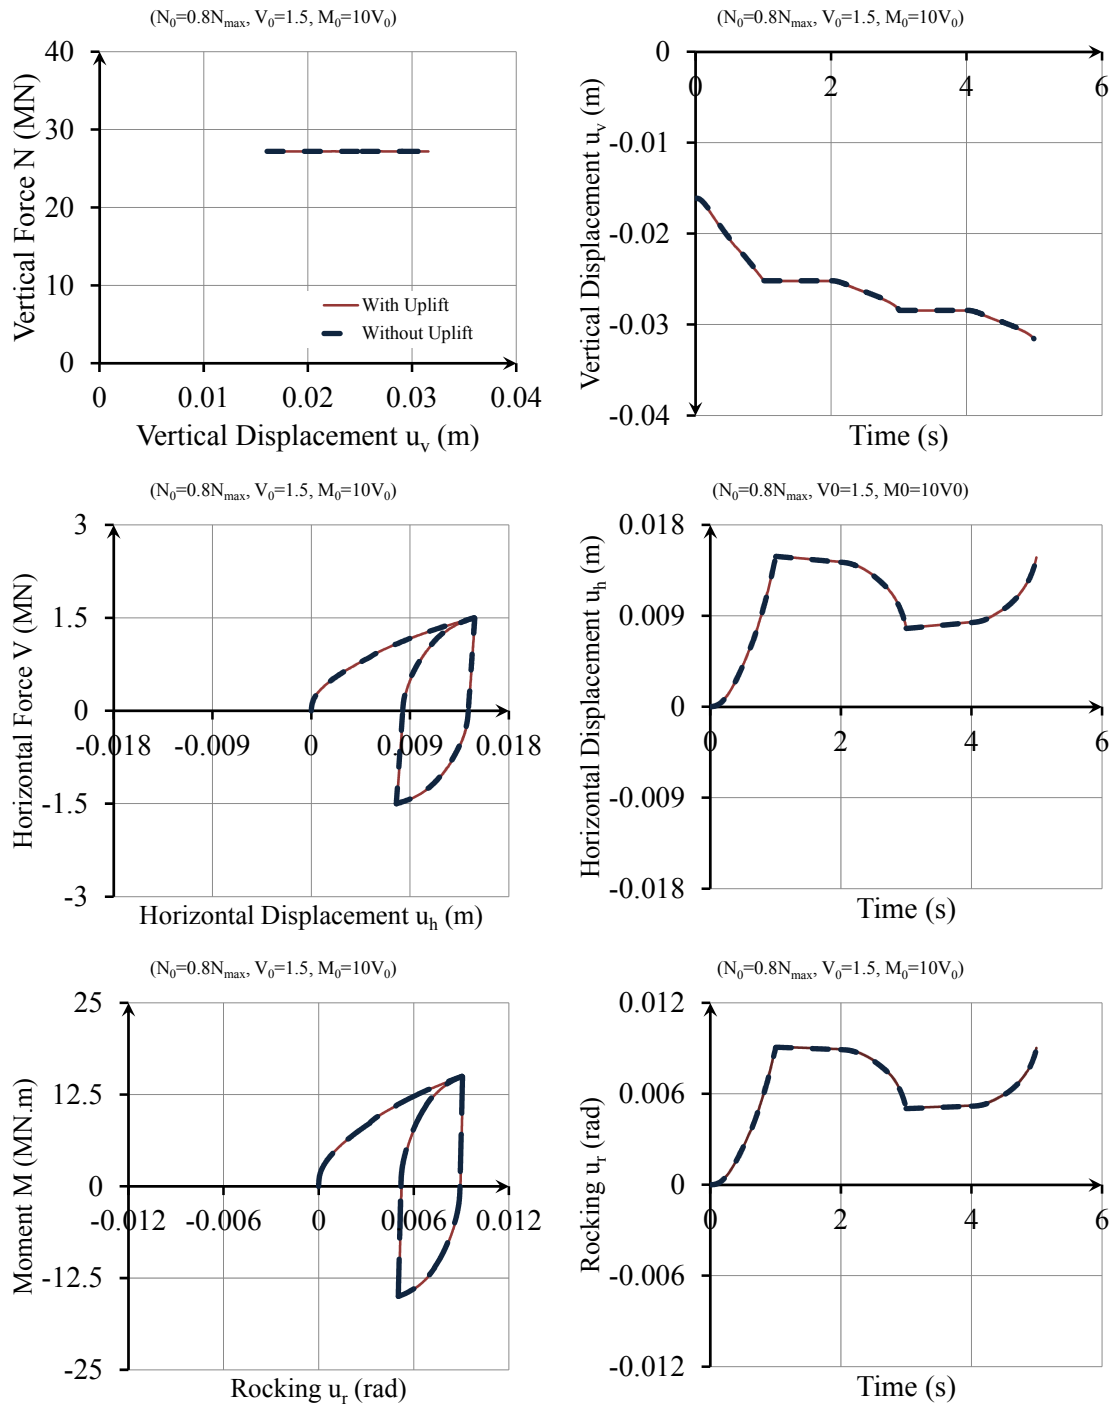 (N₀=0.8Nₘₐₓ, V₀=1.5, M₀=10V₀)
Vertical Force N (MN)
40
30
20
10
0
0 0.01 0.02 0.03 0.04
With Uplift
Without Uplift
Vertical Displacement uᵥ (m)
(N₀=0.8Nₘₐₓ, V₀=1.5, M₀=10V₀)
Vertical Displacement uᵥ (m)
0
-0.01
-0.02
-0.03
-0.04
0 2 4 6
Time (s)
(N₀=0.8Nₘₐₓ, V₀=1.5, M₀=10V₀)
Horizontal Force V (MN)
3
1.5
0
-1.5
-3
-0.018 -0.009 0 0.009 0.018
Horizontal Displacement uₕ (m)
(N₀=0.8Nₘₐₓ, V0=1.5, M0=10V0)
Horizontal Displacement uₕ (m)
0.018
0.009
0
-0.009
-0.018
0 2 4 6
Time (s)
(N₀=0.8Nₘₐₓ, V₀=1.5, M₀=10V₀)
Moment M (MN.m)
25
12.5
0
-12.5
-25
-0.012 -0.006 0 0.006 0.012
Rocking uᵣ (rad)
(N₀=0.8Nₘₐₓ, V₀=1.5, M₀=10V₀)
Rocking uᵣ (rad)
0.012
0.006
0
-0.006
-0.012
0 2 4 6
Time (s)